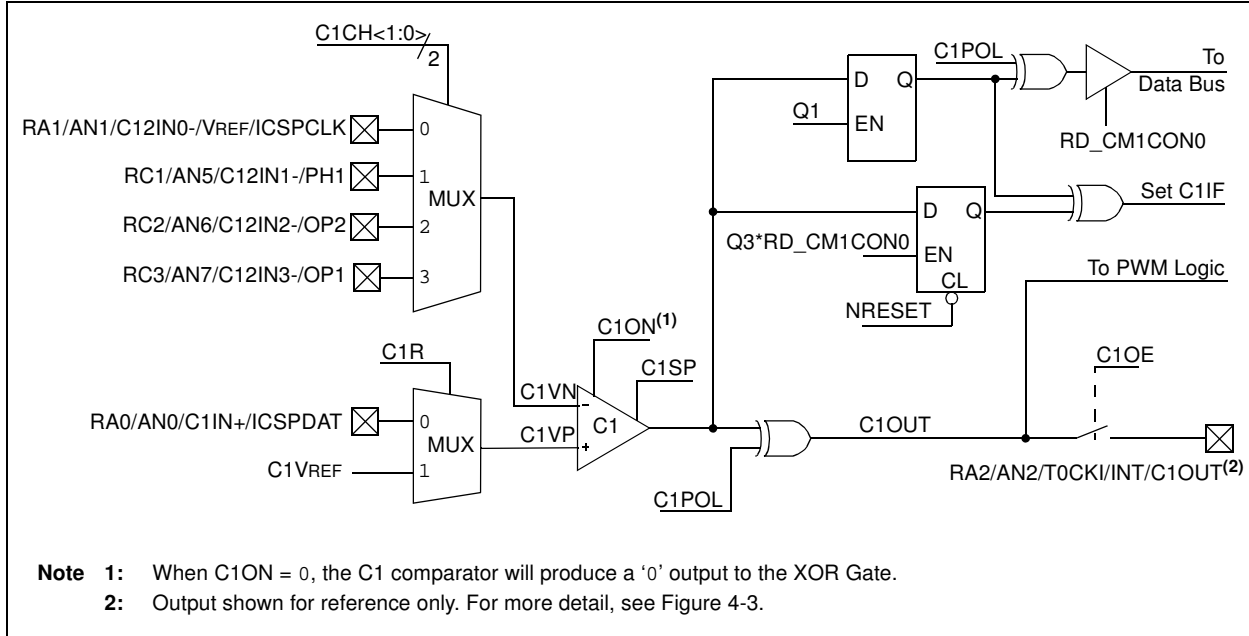 C1CH<1:0>
2
RA1/AN1/C12IN0-/VREF/ICSPCLK
0
RC1/AN5/C12IN1-/PH1
1
MUX
RC2/AN6/C12IN2-/OP2
2
RC3/AN7/C12IN3-/OP1
3
C1R
RA0/AN0/C1IN+/ICSPDAT
0
MUX
C1VREF
1
C1VN
C1VP
C1ON(1)
C1SP
-
C1
+
D Q
Q1
EN
C1POL
To
Data Bus
RD_CM1CON0
D Q
Q3*RD_CM1CON0
EN
CL
NRESET
Set C1IF
To PWM Logic
C1OE
C1OUT
C1POL
RA2/AN2/T0CKI/INT/C1OUT(2)
Note 1: When C1ON = 0, the C1 comparator will produce a ‘0’ output to the XOR Gate.
2: Output shown for reference only. For more detail, see Figure 4-3.